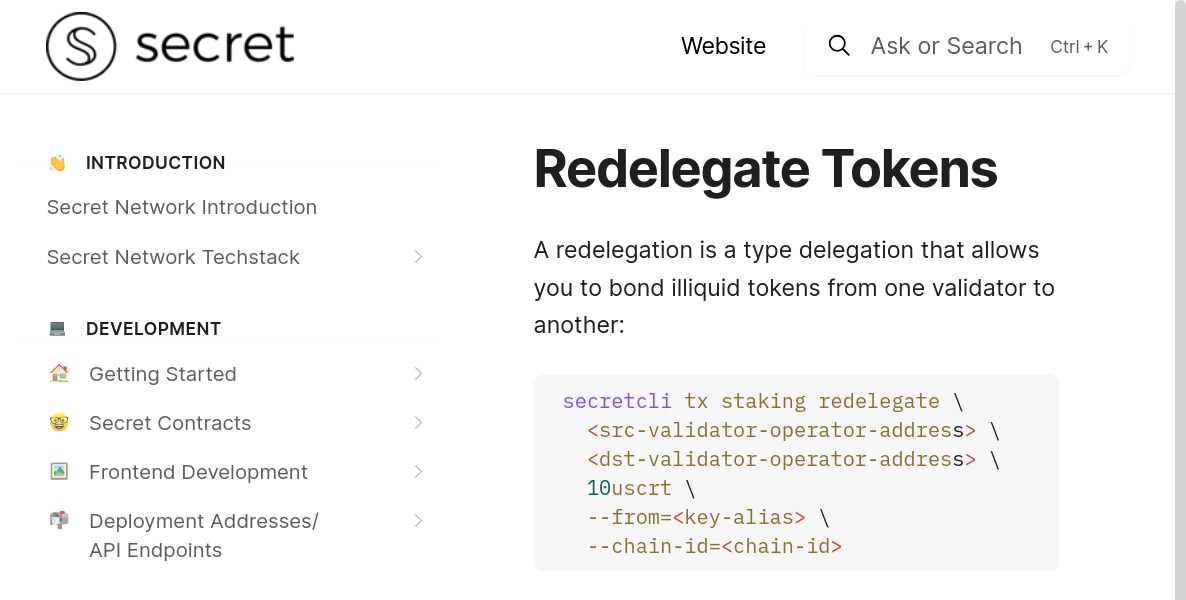 secret
Website
Ask or Search Ctrl + K
INTRODUCTION
Secret Network Introduction
Secret Network Techstack
DEVELOPMENT
Getting Started
Secret Contracts
Frontend Development
Deployment Addresses/
API Endpoints
Redelegate Tokens
A redelegation is a type delegation that allows
you to bond illiquid tokens from one validator to
another:
secretcli tx staking redelegate \
  <src-validator-operator-address> \
  <dst-validator-operator-address> \
  10uscrt \
  --from=<key-alias> \
  --chain-id=<chain-id>